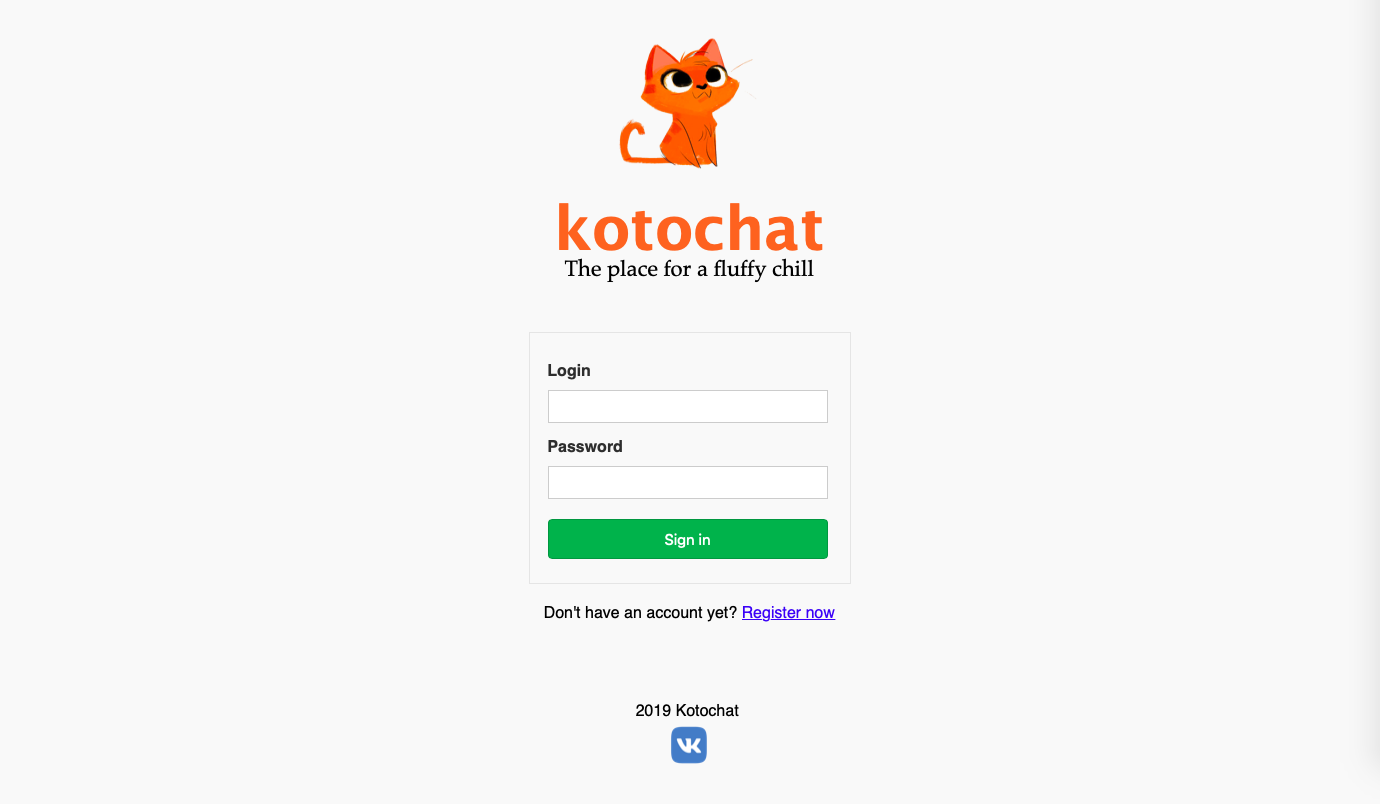 kotochat
The place for a fluffy chill
Login
Password
Sign in
Don't have an account yet? Register now
2019 Kotochat